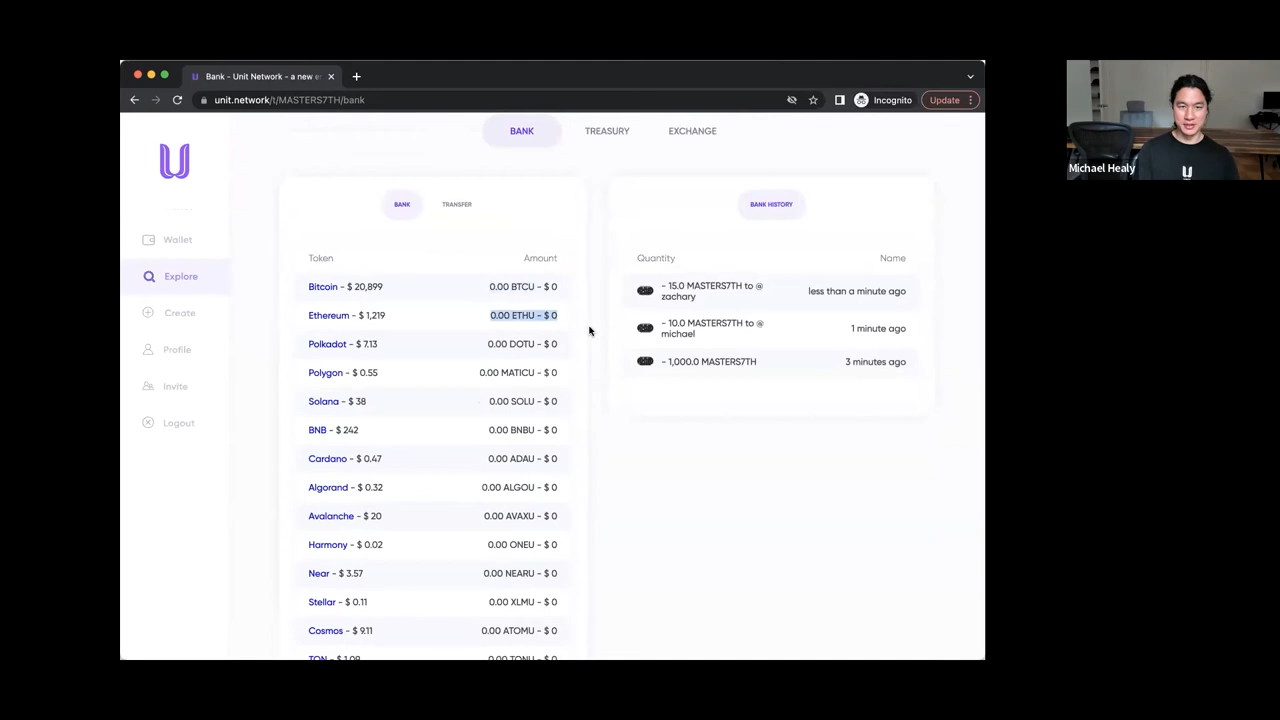 Bank - Unit Network - a new e
unit.network/t/MASTERS7TH/bank
Incognito
Update
BANK
TREASURY
EXCHANGE
Wallet
Explore
Create
Profile
Invite
Logout
BANK
TRANSFER
Token Amount
Bitcoin - $ 20,899 0.00 BTCU - $ 0
Ethereum - $ 1,219 0.00 ETHU - $ 0
Polkadot - $ 7.13 0.00 DOTU - $ 0
Polygon - $ 0.55 0.00 MATICU - $ 0
Solana - $ 38 0.00 SOLU - $ 0
BNB - $ 242 0.00 BNBU - $ 0
Cardano - $ 0.47 0.00 ADAU - $ 0
Algorand - $ 0.32 0.00 ALGOU - $ 0
Avalanche - $ 20 0.00 AVAXU - $ 0
Harmony - $ 0.02 0.00 ONEU - $ 0
Near - $ 3.57 0.00 NEARU - $ 0
Stellar - $ 0.11 0.00 XLMU - $ 0
Cosmos - $ 9.11 0.00 ATOMU - $ 0
TON - $ 1.09 0.00 TONU - $ 0
BANK HISTORY
Quantity Name
- 15.0 MASTERS7TH to @ less than a minute ago
zachary
- 10.0 MASTERS7TH to @ 1 minute ago
michael
- 1,000.0 MASTERS7TH 3 minutes ago
Michael Healy